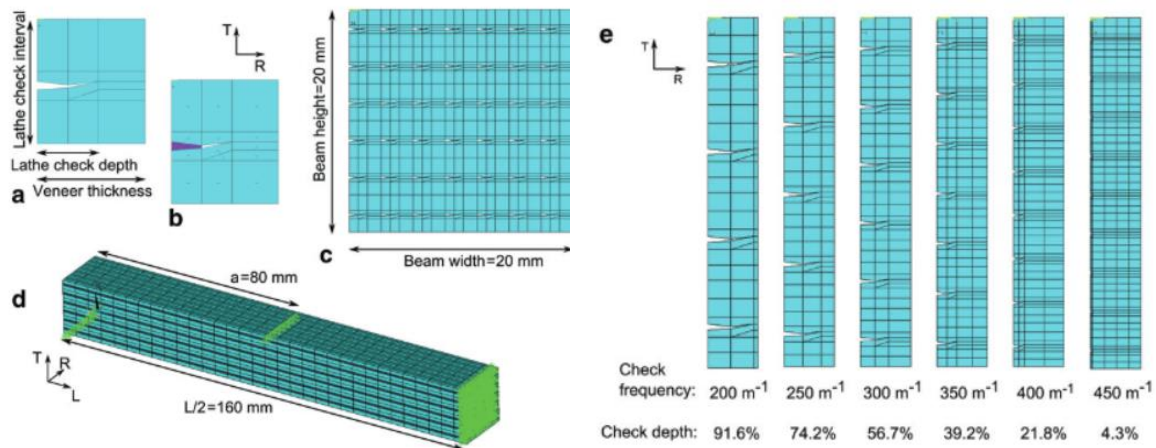 Lathe check interval
Lathe check depth
Veneer thickness
a
T
R
b
Beam height=20 mm
Beam width=20 mm
c
d
a=80 mm
T
R
L
L/2=160 mm
e
T
R
Check
frequency: 200 m⁻¹ 250 m⁻¹ 300 m⁻¹ 350 m⁻¹ 400 m⁻¹ 450 m⁻¹
Check depth: 91.6% 74.2% 56.7% 39.2% 21.8% 4.3%